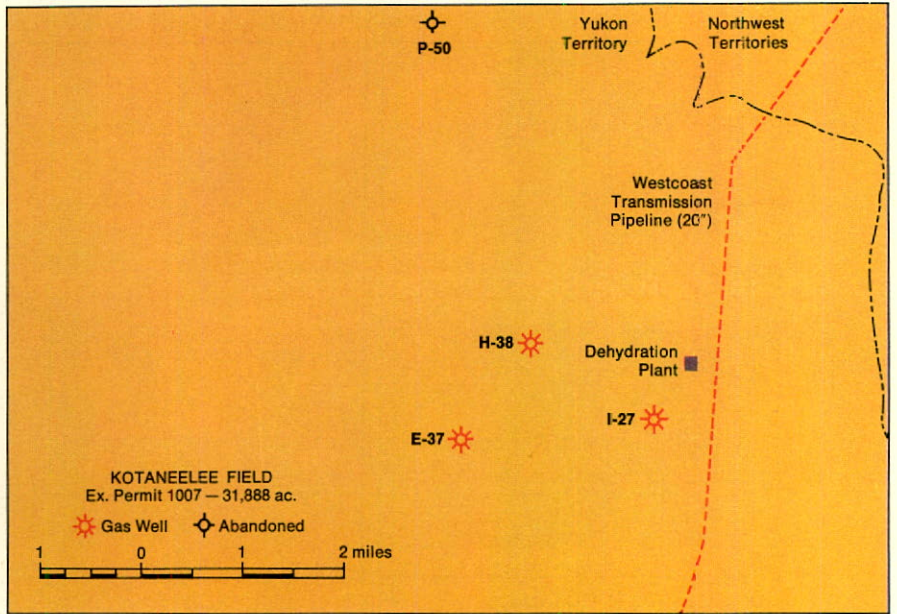 Yukon
Territory
Northwest
Territories
P-50
Westcoast
Transmission
Pipeline (20")
H-38
Dehydration
Plant
I-27
E-37
KOTANEELEE FIELD
Ex. Permit 1007 — 31,888 ac.
Gas Well
Abandoned
1 0 1 2 miles